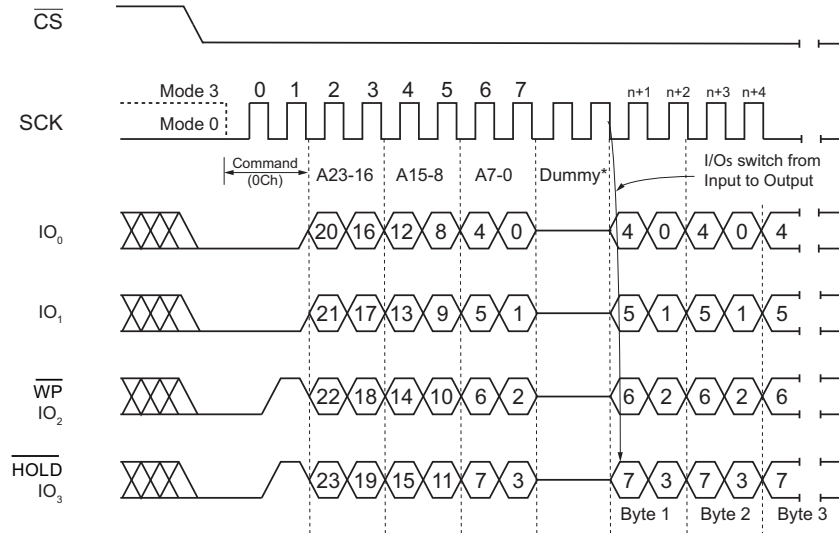 CS
Mode 3
0 1 2 3 4 5 6 7
n+1 n+2 n+3 n+4
SCK
Mode 0
Command
(0Ch)
A23-16
A15-8
A7-0
Dummy*
I/Os switch from
Input to Output
IO0
20 16 12 8 4 0
4 0 4 0 4
IO1
21 17 13 9 5 1
5 1 5 1 5
WP
IO2
22 18 14 10 6 2
6 2 6 2 6
HOLD
IO3
23 19 15 11 7 3
7 3 7 3 7
Byte 1
Byte 2
Byte 3